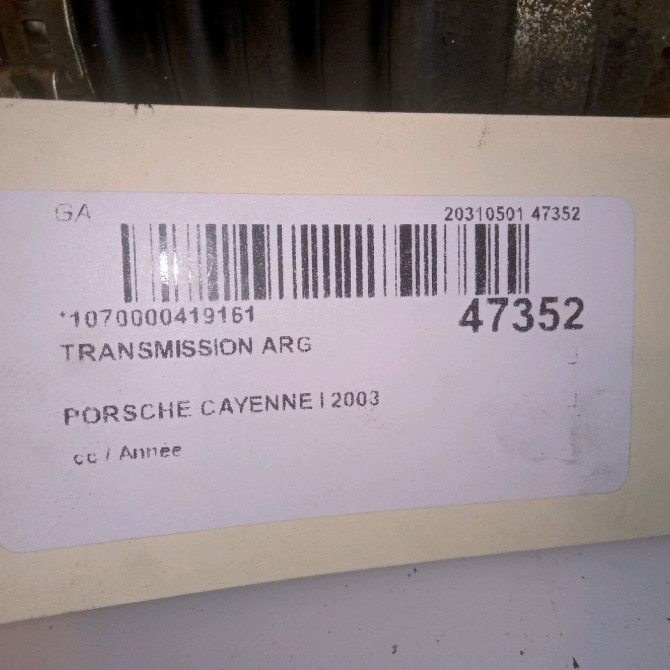 GA
20310501 47352
*1070000419161
47352
TRANSMISSION ARG
PORSCHE CAYENNE I 2003
cc / Année